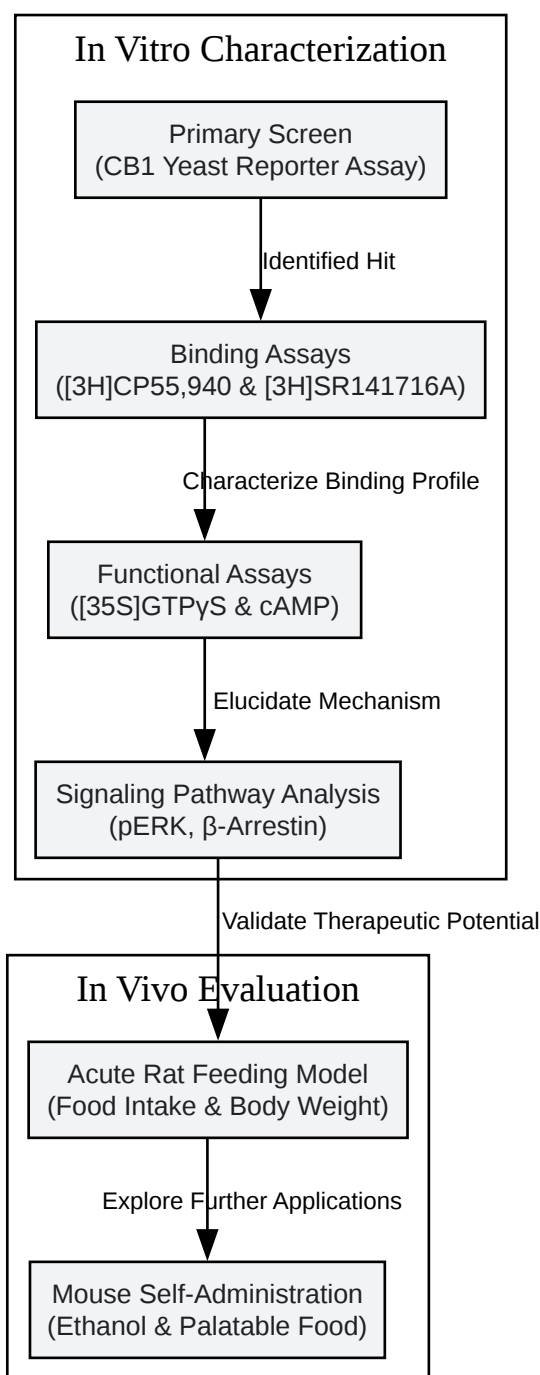 In Vitro Characterization
Primary Screen
(CB1 Yeast Reporter Assay)
Identified Hit
Binding Assays
([3H]CP55,940 & [3H]SR141716A)
Characterize Binding Profile
Functional Assays
([35S]GTPγS & cAMP)
Elucidate Mechanism
Signaling Pathway Analysis
(pERK, β-Arrestin)
Validate Therapeutic Potential
In Vivo Evaluation
Acute Rat Feeding Model
(Food Intake & Body Weight)
Explore Further Applications
Mouse Self-Administration
(Ethanol & Palatable Food)